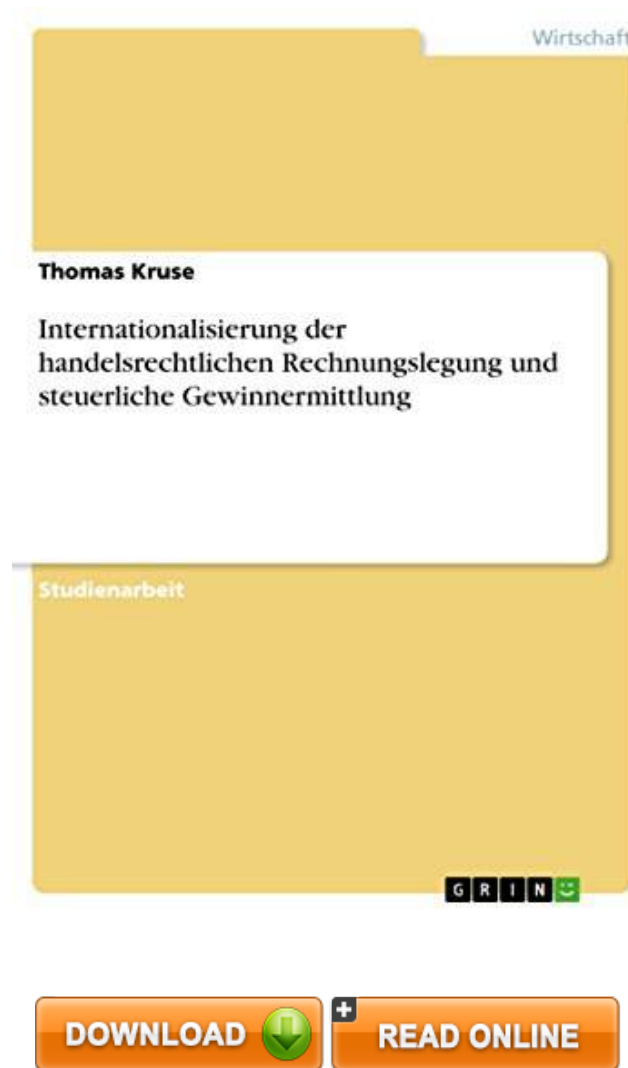 Wirtschaft
Thomas Kruse
Internationalisierung der
handelsrechtlichen Rechnungslegung und
steuerliche Gewinnermittlung
Studienarbeit
GRIN
DOWNLOAD
READ ONLINE